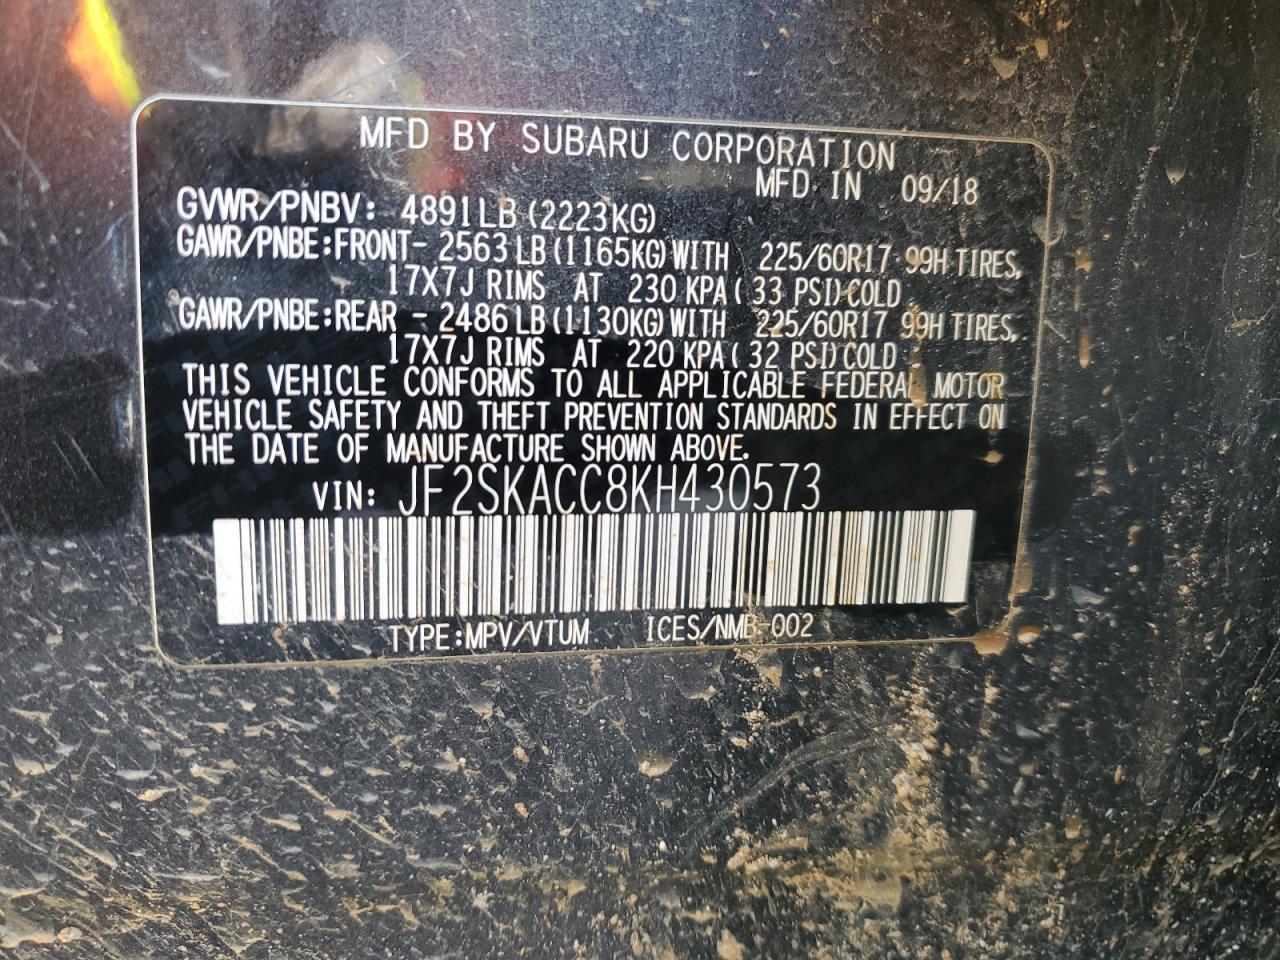 MFD BY SUBARU CORPORATION
MFD IN 09/18
GVWR/PNBV: 4891LB (2223KG)
GAWR/PNBE:FRONT- 2563 LB (1165KG) WITH 225/60R17 99H TIRES,
17X7J RIMS AT 230 KPA ( 33 PSI) COLD
GAWR/PNBE:REAR - 2486 LB (1130KG) WITH 225/60R17 99H TIRES,
17X7J RIMS AT 220 KPA ( 32 PSI) COLD
THIS VEHICLE CONFORMS TO ALL APPLICABLE FEDERAL MOTOR
VEHICLE SAFETY AND THEFT PREVENTION STANDARDS IN EFFECT ON
THE DATE OF MANUFACTURE SHOWN ABOVE.
VIN: JF2SKACC8KH430573
TYPE:MPV/VTUM ICES/NMB-002